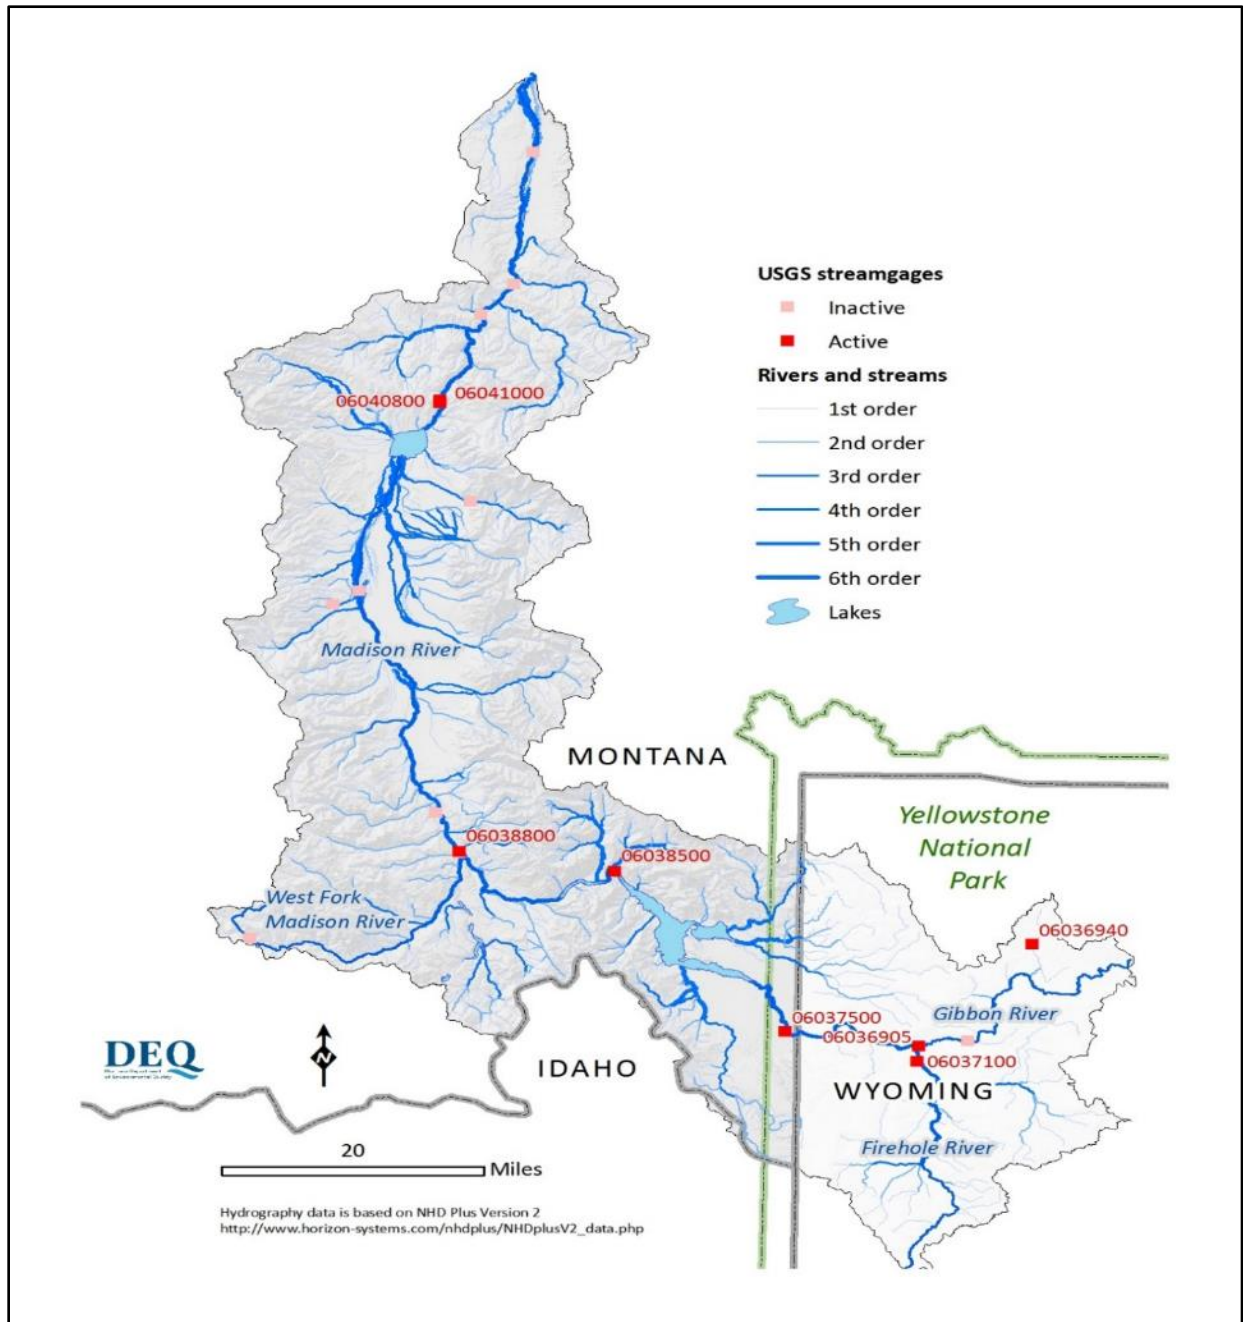 USGS streamgages
Inactive
Active
Rivers and streams
1st order
2nd order
3rd order
4th order
5th order
6th order
Lakes
06040800
06041000
Madison River
MONTANA
06038800
06038500
Yellowstone
National
Park
West Fork
Madison River
06036940
Gibbon River
06037500
06036905
06037100
N
DEQ
IDAHO
WYOMING
Firehole River
20
Miles
Hydrography data is based on NHD Plus Version 2
http://www.horizon-systems.com/nhdplus/NHDplusV2_data.php